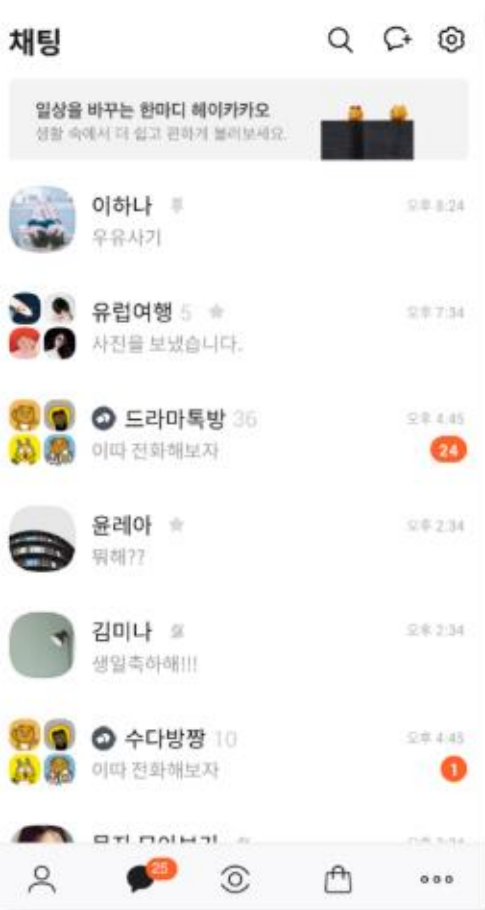 채팅
일상을 바꾸는 한마디 헤이카카오
생활 속에서 더 쉽고 편하게 불러보세요.
이하나 오후 8:24
우유사기
유럽여행 5 오후 7:34
사진을 보냈습니다.
드라마톡방 36 오후 4:45
이따 전화해보자 24
윤레아 오후 2:34
뭐해??
김미나 오후 2:34
생일축하해!!!
수다방짱 10 오후 4:45
이따 전화해보자 1
25